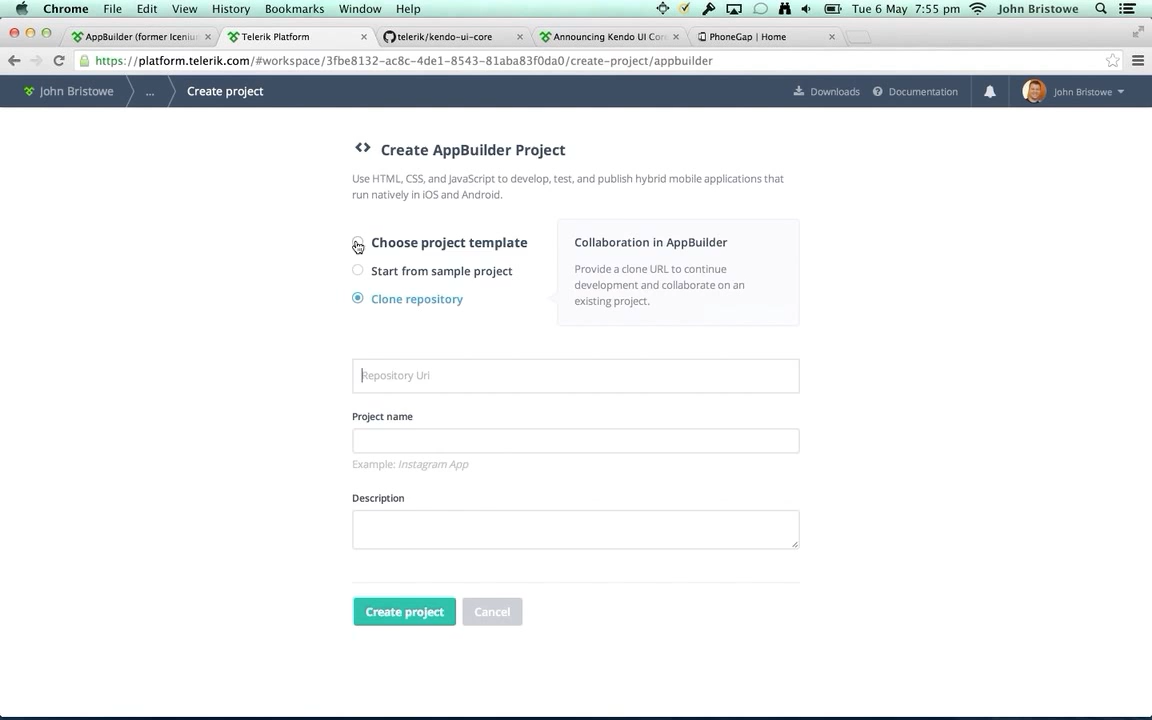 Chrome File Edit View History Bookmarks Window Help Tue 6 May 7:55 pm John Bristowe
AppBuilder (former Icenium Telerik Platform telerik/kendo-ui-core Announcing Kendo UI Cor PhoneGap | Home
https://platform.telerik.com/#workspace/3fbe8132-ac8c-4de1-8543-81aba83f0da0/create-project/appbuilder
John Bristowe ... Create project Downloads Documentation John Bristowe
Create AppBuilder Project
Use HTML, CSS, and JavaScript to develop, test, and publish hybrid mobile applications that
run natively in iOS and Android.
Choose project template
Start from sample project
Clone repository
Collaboration in AppBuilder
Provide a clone URL to continue
development and collaborate on an
existing project.
Repository Uri
Project name
Example: Instagram App
Description
Create project Cancel